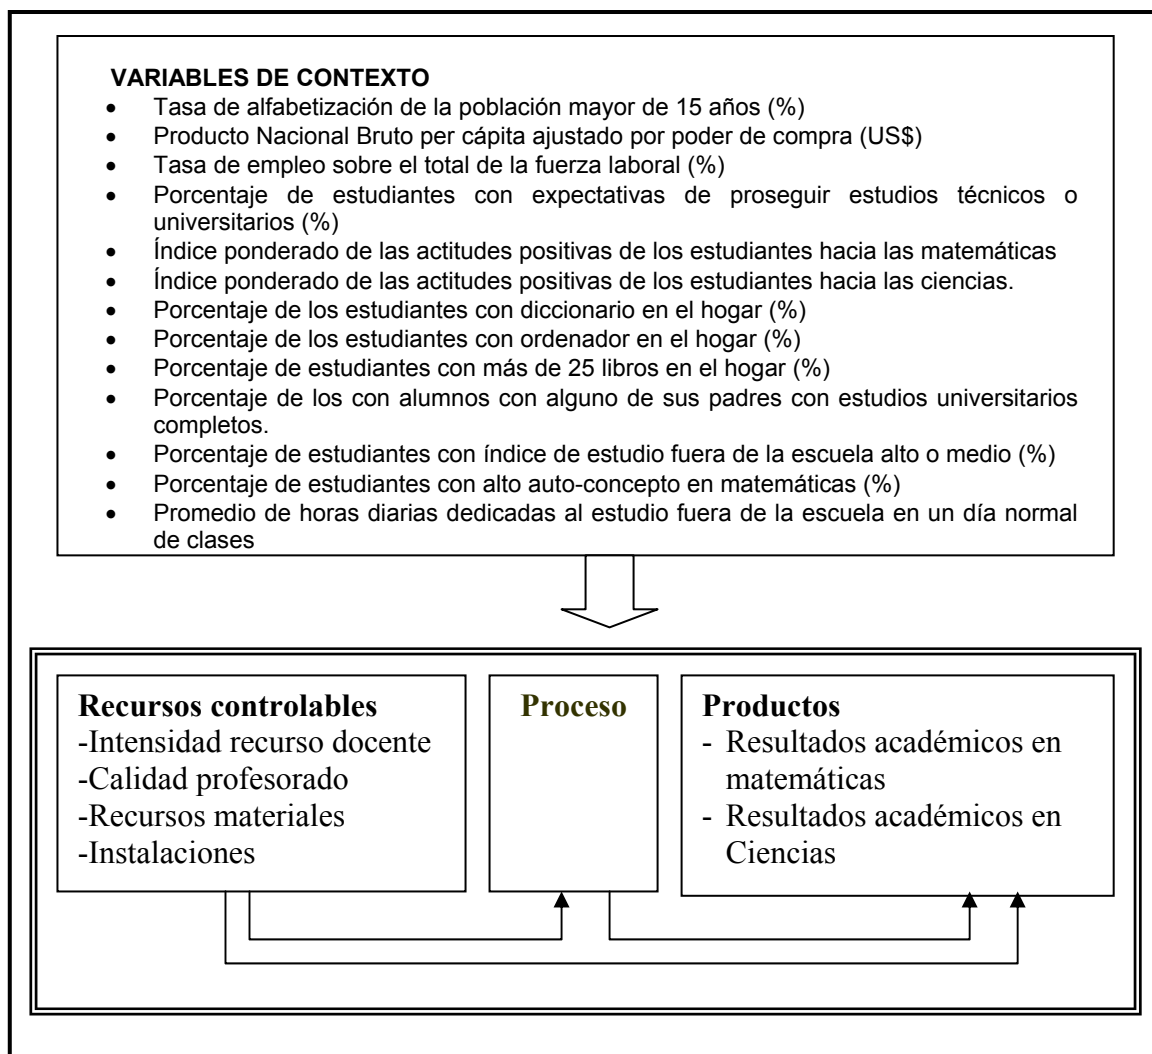 VARIABLES DE CONTEXTO
• Tasa de alfabetización de la población mayor de 15 años (%)
• Producto Nacional Bruto per cápita ajustado por poder de compra (US$)
• Tasa de empleo sobre el total de la fuerza laboral (%)
• Porcentaje de estudiantes con expectativas de proseguir estudios técnicos o
universitarios (%)
• Índice ponderado de las actitudes positivas de los estudiantes hacia las matemáticas
• Índice ponderado de las actitudes positivas de los estudiantes hacia las ciencias.
• Porcentaje de los estudiantes con diccionario en el hogar (%)
• Porcentaje de los estudiantes con ordenador en el hogar (%)
• Porcentaje de estudiantes con más de 25 libros en el hogar (%)
• Porcentaje de los con alumnos con alguno de sus padres con estudios universitarios
completos.
• Porcentaje de estudiantes con índice de estudio fuera de la escuela alto o medio (%)
• Porcentaje de estudiantes con alto auto-concepto en matemáticas (%)
• Promedio de horas diarias dedicadas al estudio fuera de la escuela en un día normal
de clases
Recursos controlables
-Intensidad recurso docente
-Calidad profesorado
-Recursos materiales
-Instalaciones
Proceso
Productos
- Resultados académicos en
matemáticas
- Resultados académicos en
Ciencias